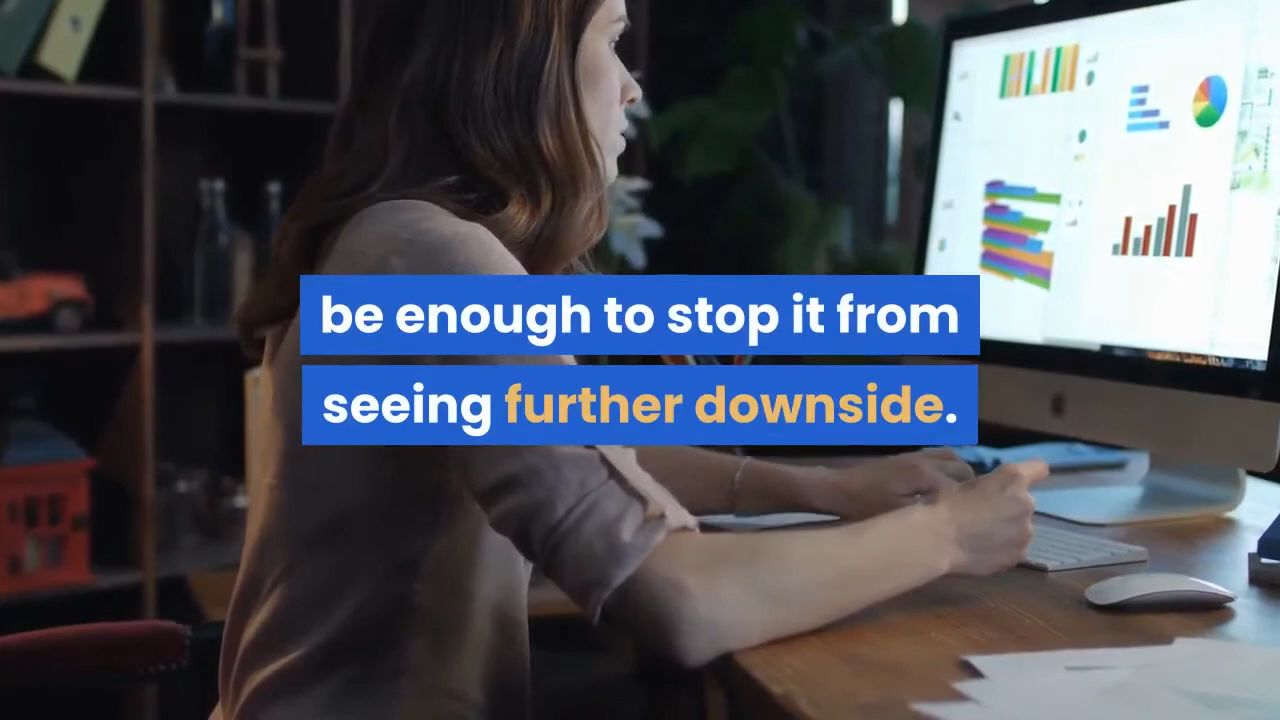 be enough to stop it from
seeing further downside.